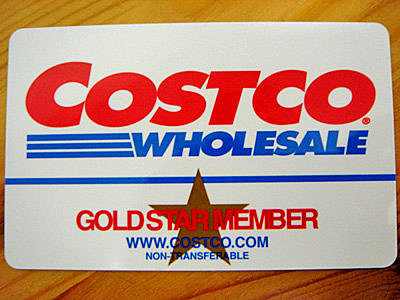 COSTCO®
WHOLESALE
GOLD STAR MEMBER
WWW.COSTCO.COM
NON-TRANSFERABLE